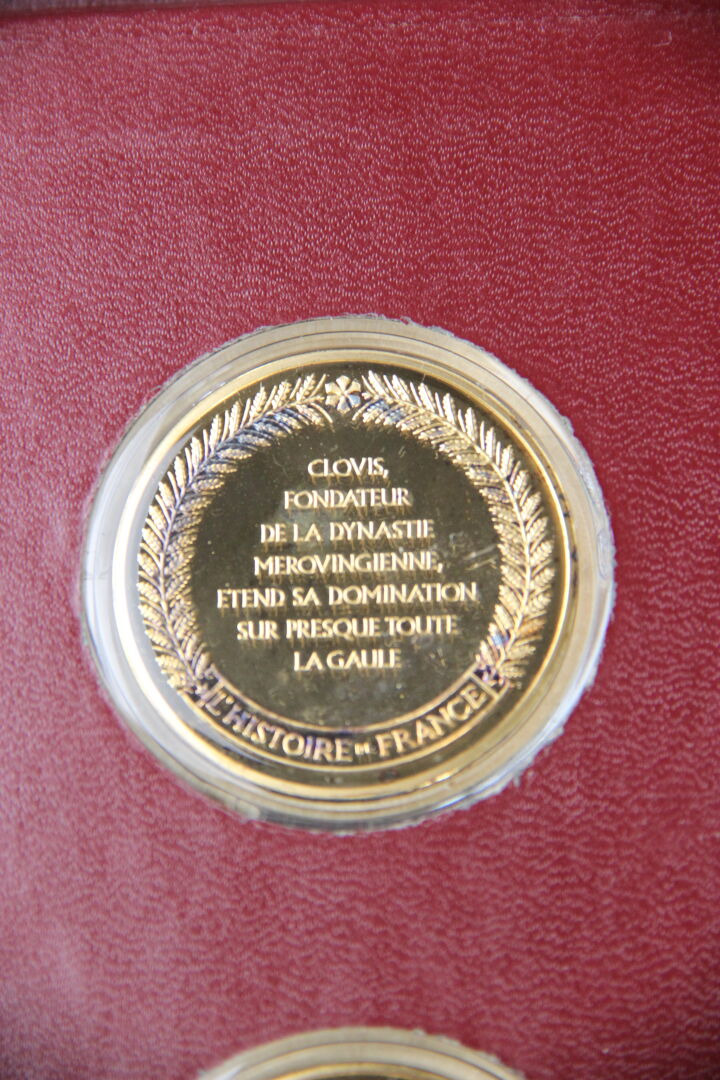 CLOVIS,
FONDATEUR
DE LA DYNASTIE
MEROVINGIENNE,
ETEND SA DOMINATION
SUR PRESQUE TOUTE
LA GAULE
L'HISTOIRE DE FRANCE